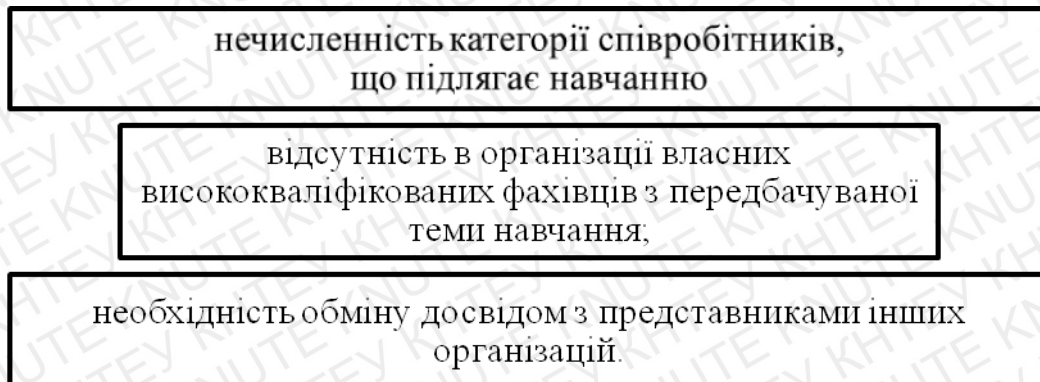 нечисленність категорії співробітників,
що підлягає навчанню
відсутність в організації власних
висококваліфікованих фахівців з передбачуваної
теми навчання;
необхідність обміну досвідом з представниками інших
організацій.